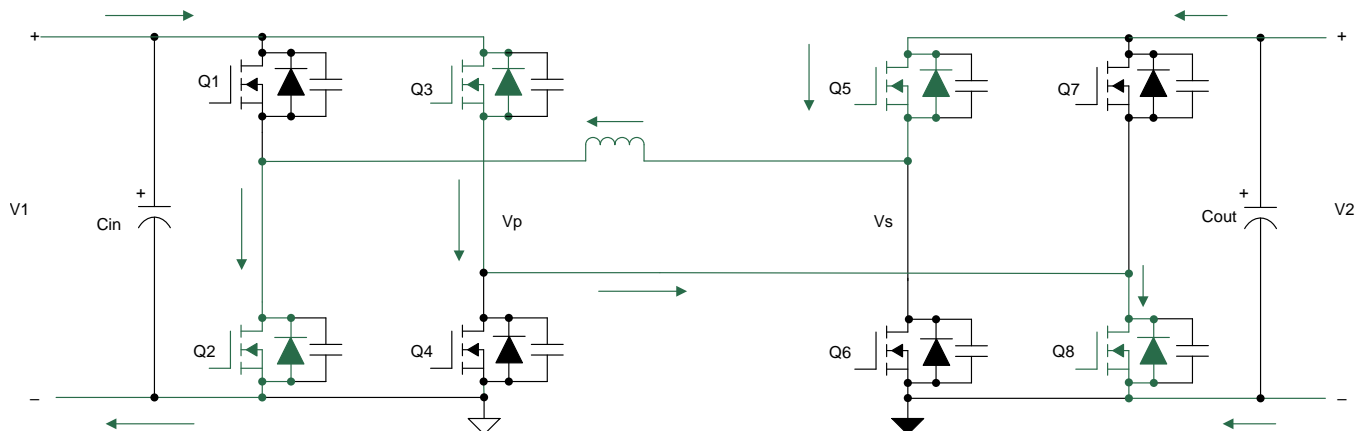 +
+
Q1
Q3
Q5
Q7
+
+
V1
Cin
Vp
Vs
Cout
V2
Q2
Q4
Q6
Q8
–
–